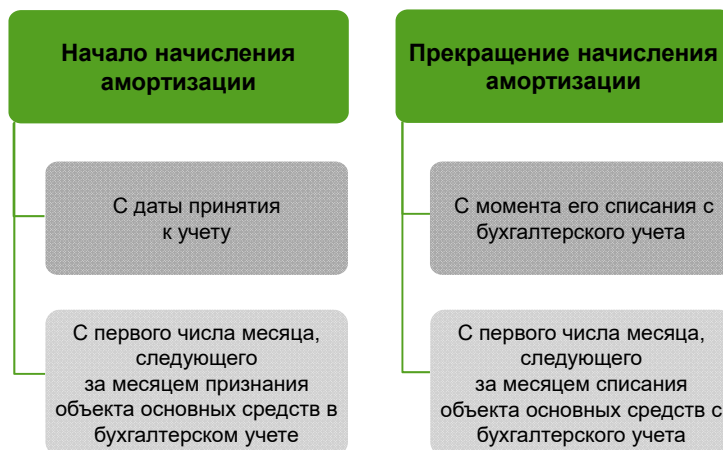 Начало начисления
амортизации
С даты принятия
к учету
С первого числа месяца,
следующего
за месяцем признания
объекта основных средств в
бухгалтерском учете
Прекращение начисления
амортизации
С момента его списания с
бухгалтерского учета
С первого числа месяца,
следующего
за месяцем списания
объекта основных средств с
бухгалтерского учета